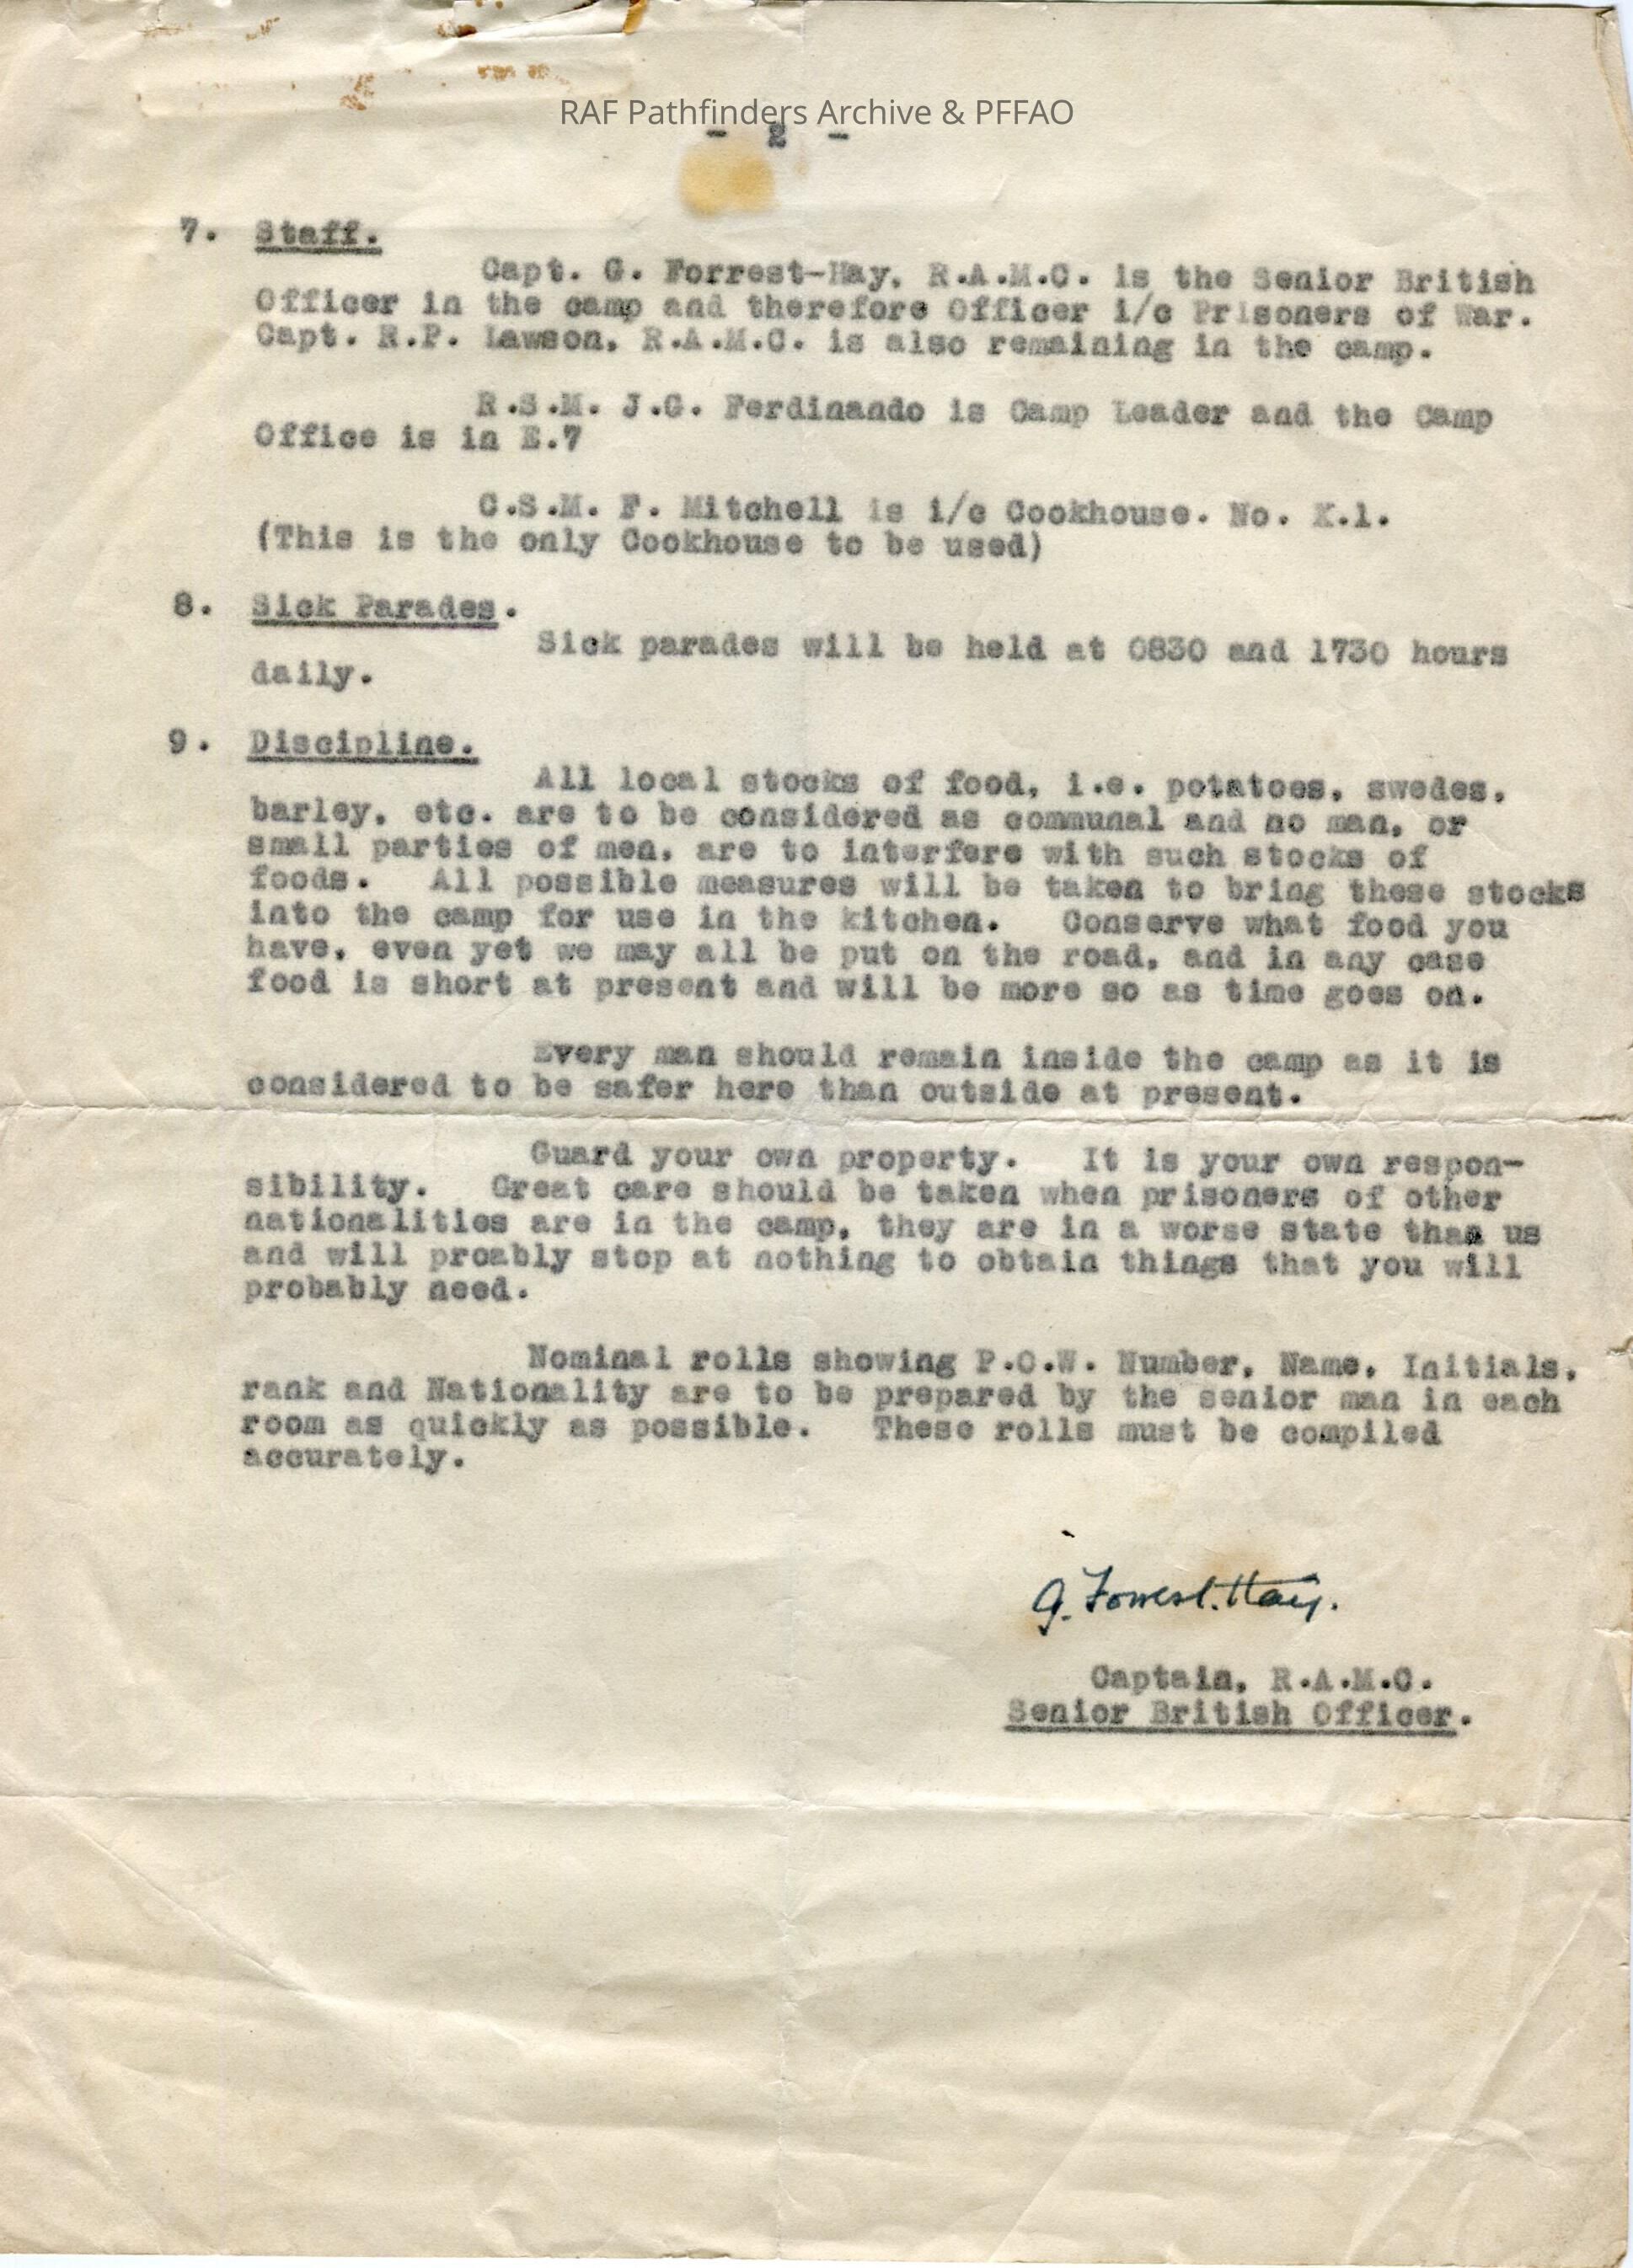 RAF Pathfinders Archive & PFFAO
- 2 -
7. Staff.
Capt. G. Forrest-Hay, R.A.M.C. is the Senior British
Officer in the camp and therefore Officer i/c Prisoners of War.
Capt. R.P. Lawson, R.A.M.C. is also remaining in the camp.
R.S.M. J.G. Ferdinando is Camp Leader and the Camp
Office is in E.7
C.S.M. F. Mitchell is i/c Cookhouse. No. K.1.
(This is the only Cookhouse to be used)
8. Sick Parades.
Sick parades will be held at 0830 and 1730 hours
daily.
9. Discipline.
All local stocks of food, i.e. potatoes, swedes,
barley, etc. are to be considered as communal and no man, or
small parties of men, are to interfere with such stocks of
foods. All possible measures will be taken to bring these stocks
into the camp for use in the kitchen. Conserve what food you
have, even yet we may all be put on the road, and in any case
food is short at present and will be more so as time goes on.
Every man should remain inside the camp as it is
considered to be safer here than outside at present.
Guard your own property. It is your own respon-
sibility. Great care should be taken when prisoners of other
nationalities are in the camp, they are in a worse state than us
and will proably stop at nothing to obtain things that you will
probably need.
Nominal rolls showing P.O.W. Number, Name, Initials,
rank and Nationality are to be prepared by the senior man in each
room as quickly as possible. These rolls must be compiled
accurately.
G. Forrest-Hay.
Captain, R.A.M.C.
Senior British Officer.